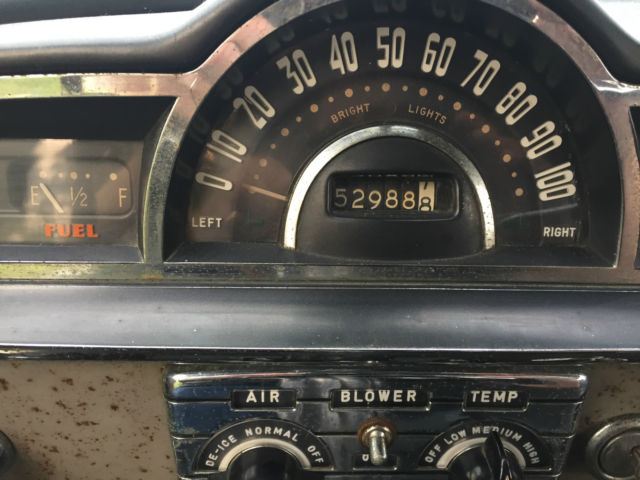 0 10 20 30 40 50 60 70 80 90 100
BRIGHT LIGHTS
E 1/2 F
FUEL
LEFT
52988
RIGHT
AIR BLOWER TEMP
DE-ICE NORMAL OFF
OFF LOW MEDIUM HIGH